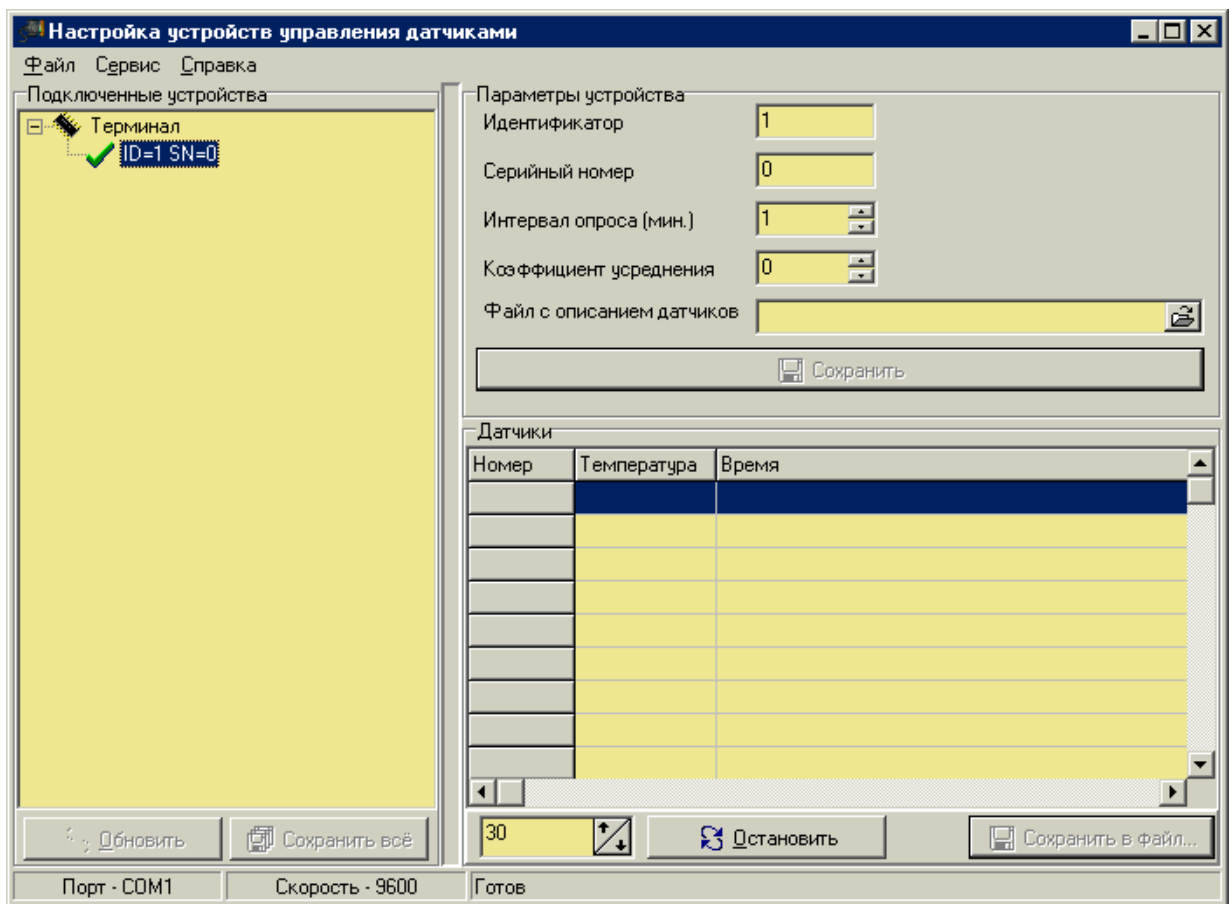 Настройка устройств управления датчиками
Файл Сервис Справка
Подключенные устройства
Терминал
ID=1 SN=0
Обновить
Сохранить всё
Параметры устройства
Идентификатор 1
Серийный номер 0
Интервал опроса (мин.) 1
Коэффициент усреднения 0
Файл с описанием датчиков
Сохранить
Датчики
Номер Температура Время
30 Остановить Сохранить в файл...
Порт - COM1 Скорость - 9600 Готов